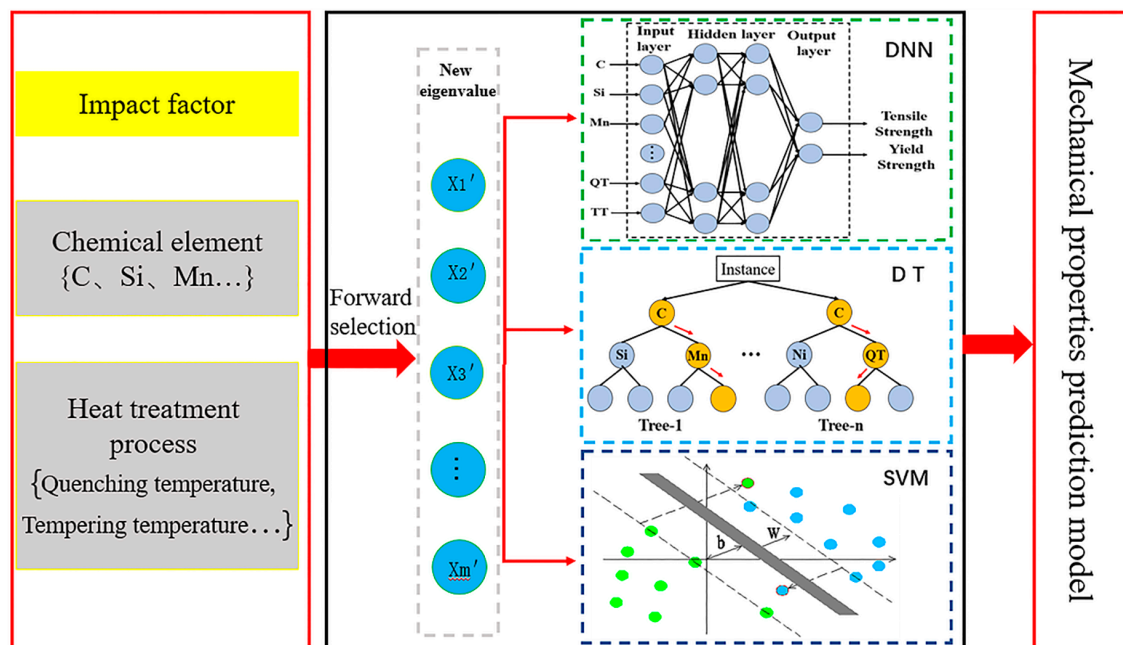 Impact factor
Chemical element
{C、Si、Mn…}
Heat treatment
process
{Quenching temperature,
Tempering temperature…}
Forward
selection
New
eigenvalue
X1′
X2′
X3′
⋮
Xm′
Input
layer
Hidden layer
Output
layer
DNN
C
Si
Mn
⋮
QT
TT
Tensile
Strength
Yield
Strength
Instance
D T
C
C
Si
Mn
…
Ni
QT
Tree-1
Tree-n
SVM
b
W
Mechanical properties prediction model